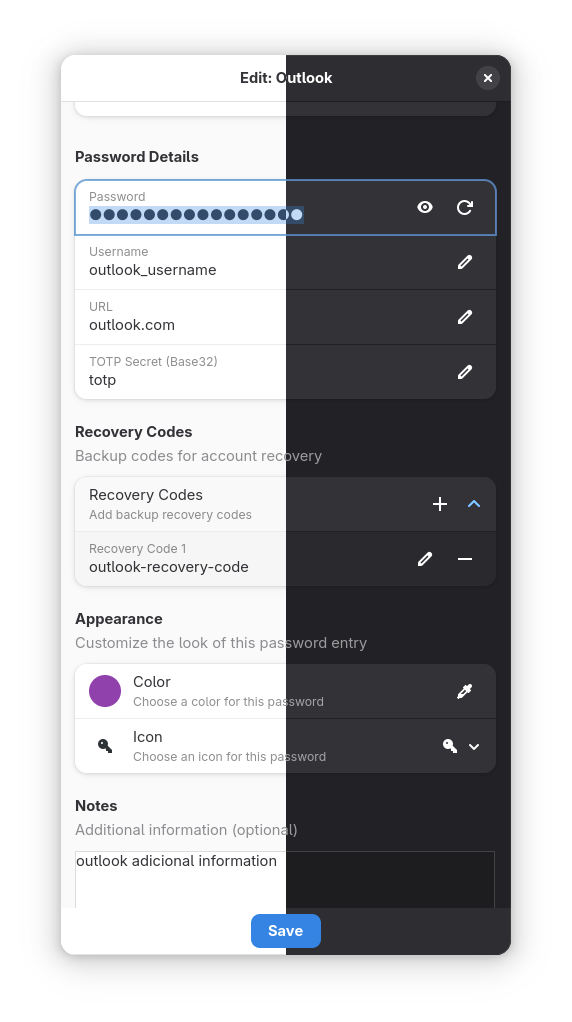 Edit: Outlook
Password Details
Password
●●●●●●●●●●●●●●●●
Username
outlook_username
URL
outlook.com
TOTP Secret (Base32)
totp
Recovery Codes
Backup codes for account recovery
Recovery Codes
Add backup recovery codes
Recovery Code 1
outlook-recovery-code
Appearance
Customize the look of this password entry
Color
Choose a color for this password
Icon
Choose an icon for this password
Notes
Additional information (optional)
outlook adicional information
Save